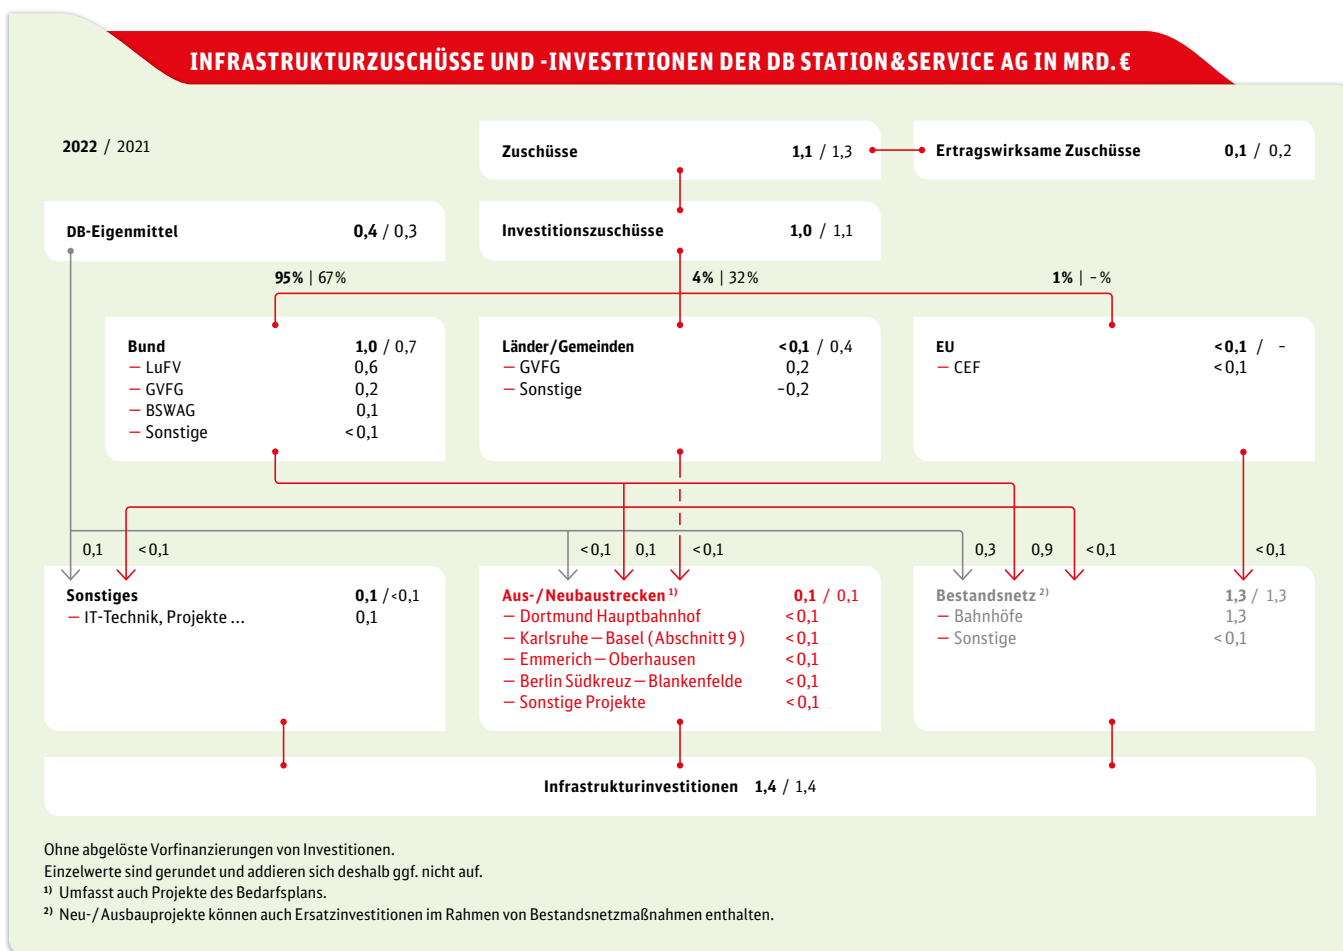 INFRASTRUKTURZUSCHÜSSE UND -INVESTITIONEN DER DB STATION&SERVICE AG IN MRD. €
2022 / 2021
Zuschüsse 1,1 / 1,3
Ertragswirksame Zuschüsse 0,1 / 0,2
DB-Eigenmittel 0,4 / 0,3
Investitionszuschüsse 1,0 / 1,1
95% | 67%
4% | 32%
1% | -%
Bund 1,0 / 0,7
– LuFV 0,6
– GVFG 0,2
– BSWAG 0,1
– Sonstige <0,1
Länder/Gemeinden <0,1 / 0,4
– GVFG 0,2
– Sonstige -0,2
EU <0,1 / -
– CEF <0,1
0,1 <0,1
<0,1 0,1 <0,1
0,3 0,9 <0,1 <0,1
Sonstiges 0,1 /<0,1
– IT-Technik, Projekte ... 0,1
Aus-/Neubaustrecken 1) 0,1 / 0,1
– Dortmund Hauptbahnhof <0,1
– Karlsruhe – Basel (Abschnitt 9) <0,1
– Emmerich – Oberhausen <0,1
– Berlin Südkreuz – Blankenfelde <0,1
– Sonstige Projekte <0,1
Bestandsnetz 2) 1,3 / 1,3
– Bahnhöfe 1,3
– Sonstige <0,1
Infrastrukturinvestitionen 1,4 / 1,4
Ohne abgelöste Vorfinanzierungen von Investitionen.
Einzelwerte sind gerundet und addieren sich deshalb ggf. nicht auf.
1) Umfasst auch Projekte des Bedarfsplans.
2) Neu-/Ausbauprojekte können auch Ersatzinvestitionen im Rahmen von Bestandsnetzmaßnahmen enthalten.